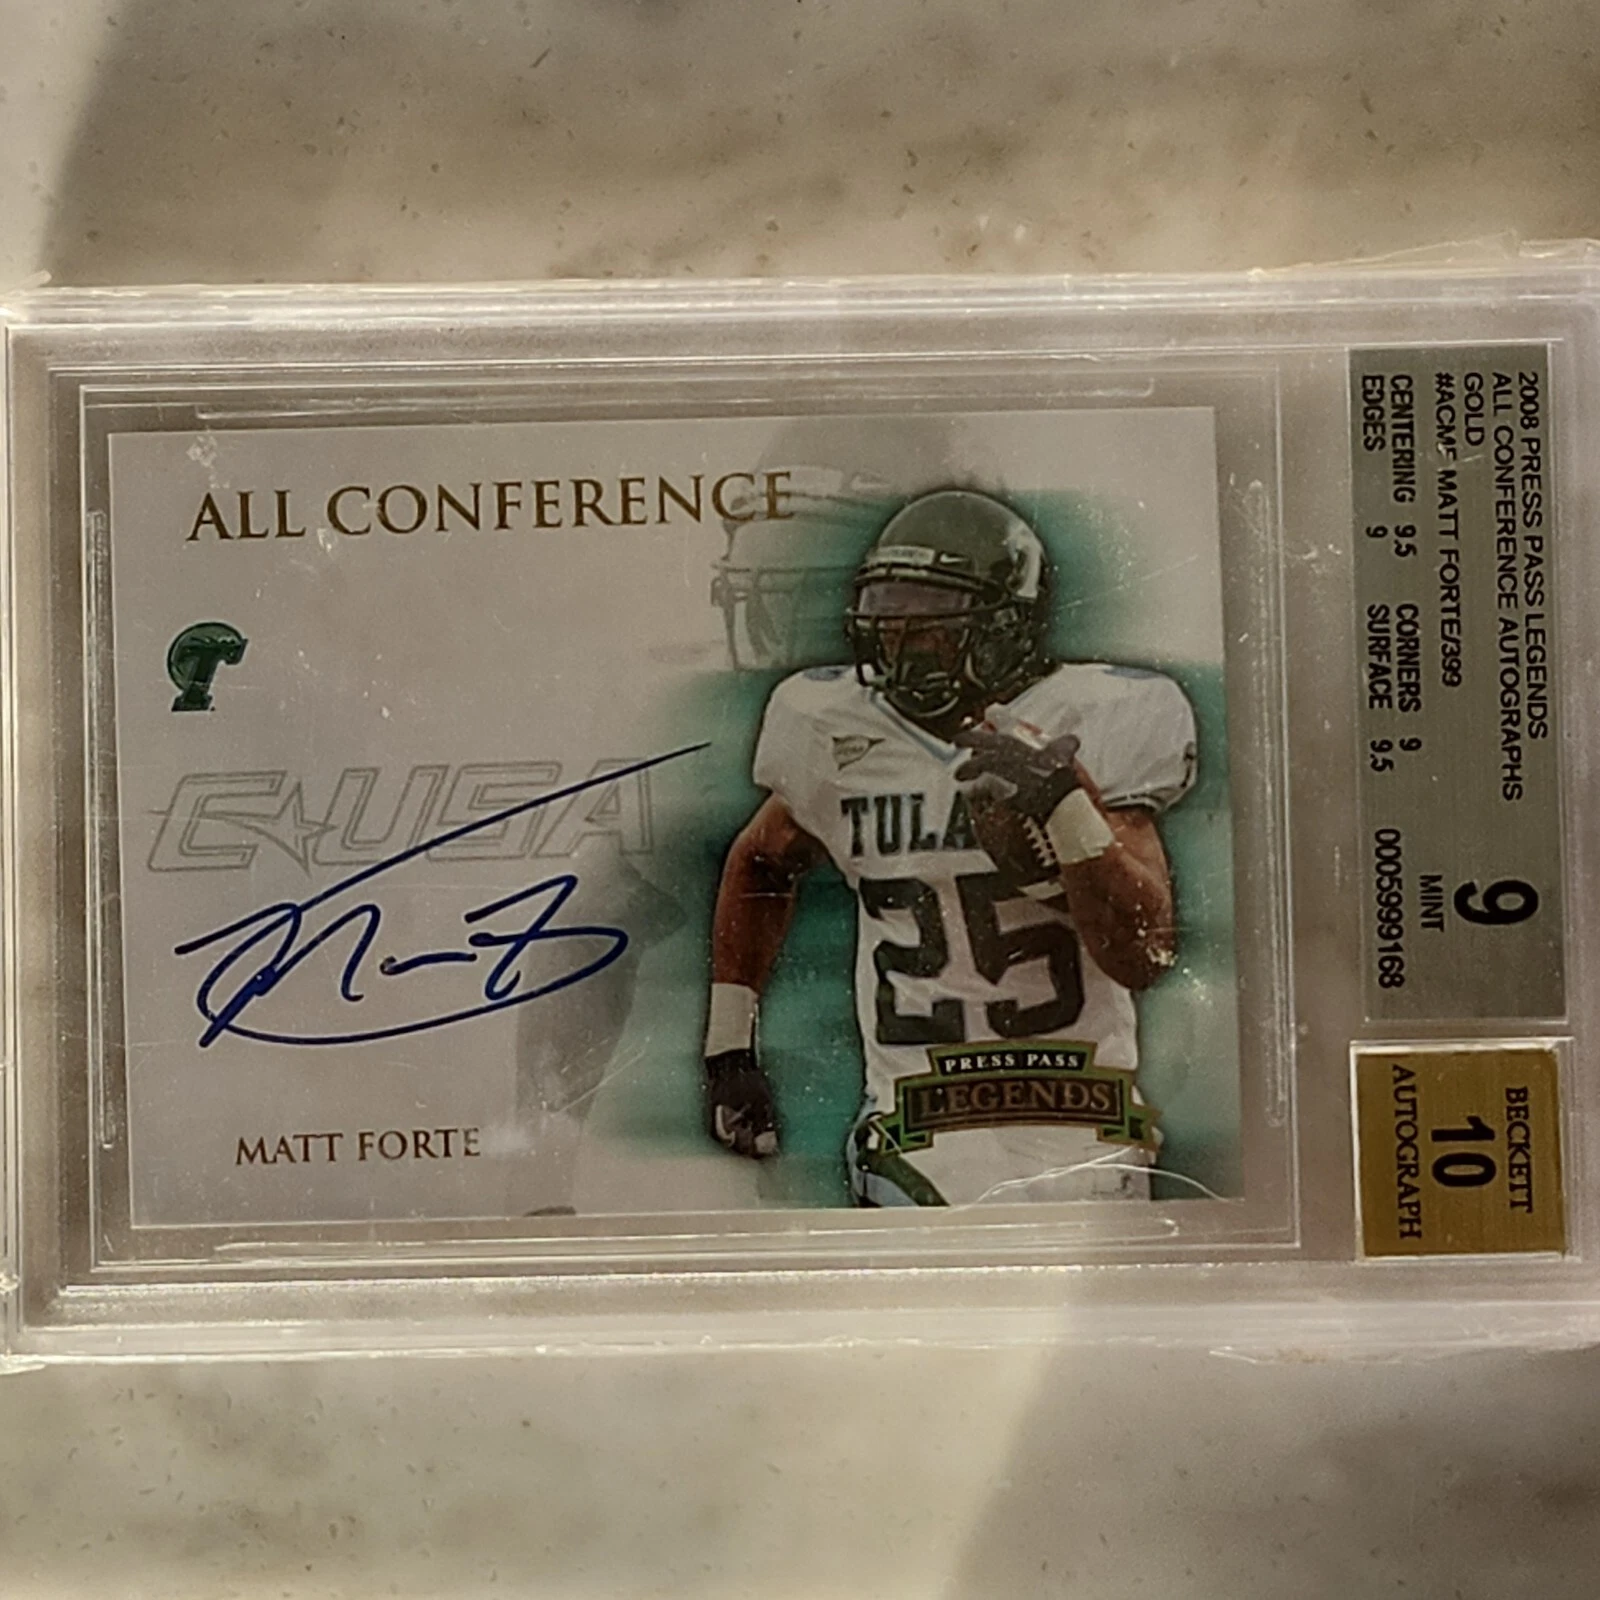 ALL CONFERENCE
T
C USA
TULA
25
PRESS PASS
LEGENDS
MATT FORTE
2008 PRESS PASS LEGENDS
ALL CONFERENCE AUTOGRAPHS
GOLD
#ACMF MATT FORTE/399
CENTERING 9.5 CORNERS 9
EDGES 9 SURFACE 9.5
9
MINT
0005999168
BECKETT
10
AUTOGRAPH